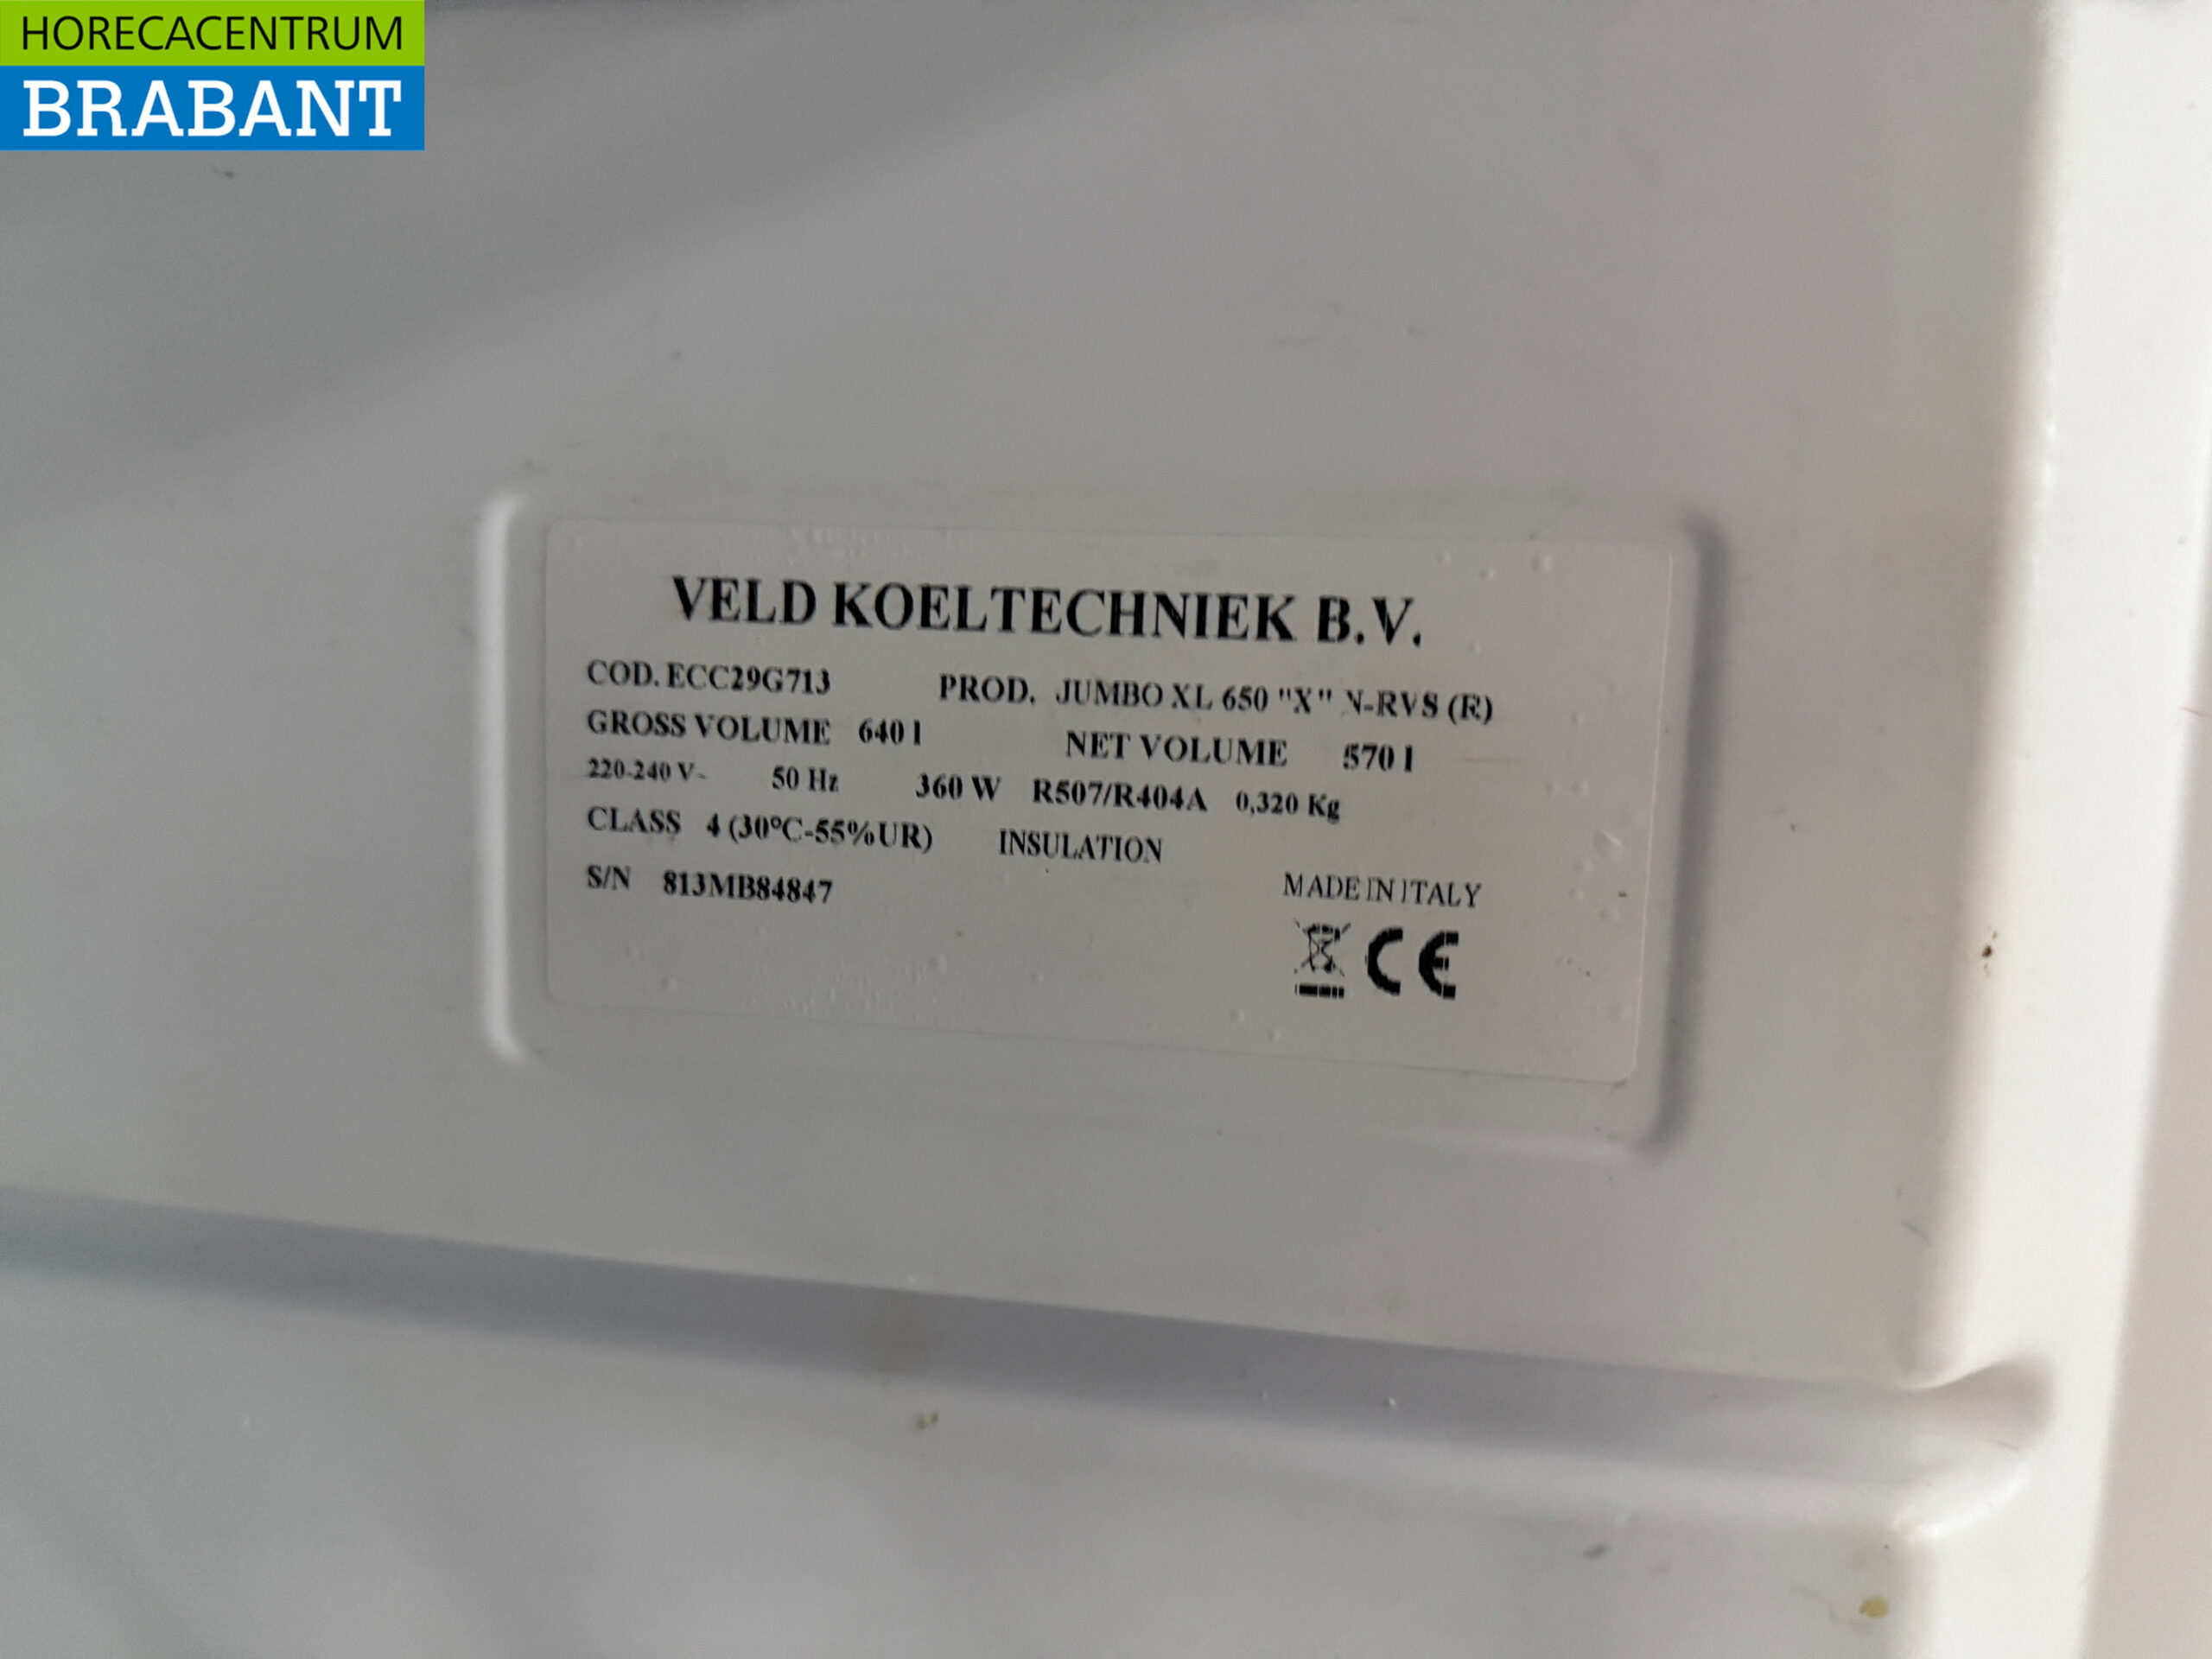 HORECACENTRUM
BRABANT
VELD KOELTECHNIEK B.V.
COD. ECC29G713 PROD. JUMBO XL 650 "X" N-RVS (R)
GROSS VOLUME 640 l NET VOLUME 570 l
220-240 V~ 50 Hz 360 W R507/R404A 0,320 Kg
CLASS 4 (30°C-55%UR) INSULATION
S/N 813MB84847
MADE IN ITALY
CE